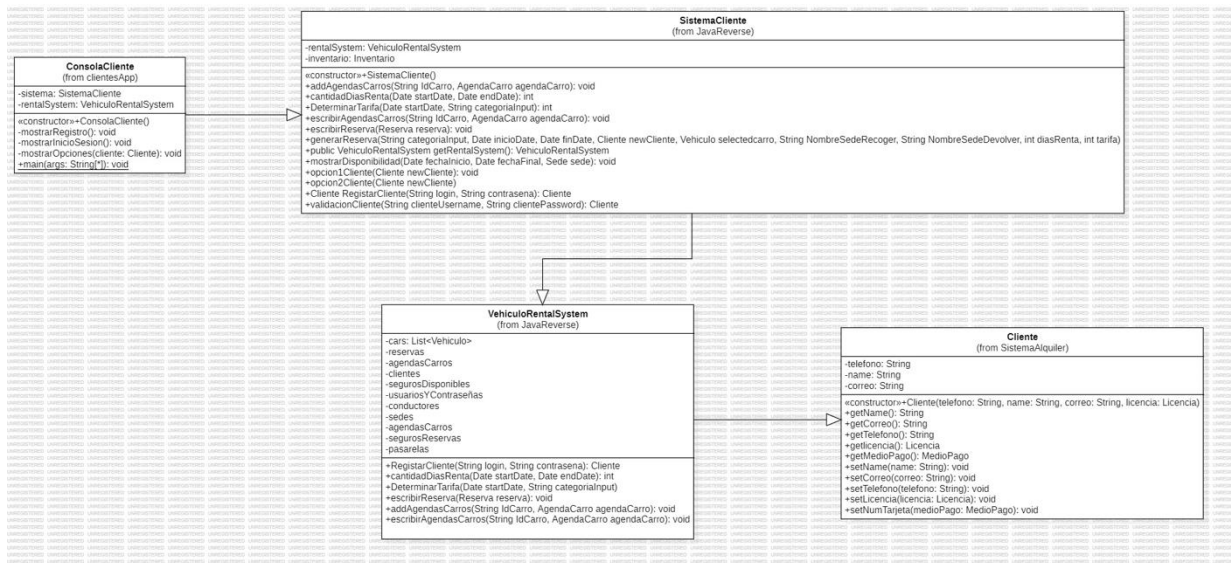 ConsolaCliente
(from clientesApp)
-sistema: SistemaCliente
-rentalSystem: VehiculoRentalSystem
«constructor»+ConsolaCliente()
-mostrarRegistro(): void
-mostrarInicioSesion(): void
-mostrarOpciones(cliente: Cliente): void
+main(args: String[*]): void
SistemaCliente
(from JavaReverse)
-rentalSystem: VehiculoRentalSystem
-inventario: Inventario
«constructor»+SistemaCliente()
+addAgendasCarros(String IdCarro, AgendaCarro agendaCarro): void
+cantidadDiasRenta(Date startDate, Date endDate): int
+DeterminarTarifa(Date startDate, String categoriaInput): int
+escribirAgendasCarros(String IdCarro, AgendaCarro agendaCarro): void
+escribirReserva(Reserva reserva): void
+generarReserva(String categoriaInput, Date inicioDate, Date finDate, Cliente newCliente, Vehiculo selectedcarro, String NombreSedeRecoger, String NombreSedeDevolver, int diasRenta, int tarifa)
+public VehiculoRentalSystem getRentalSystem(): VehiculoRentalSystem
+mostrarDisponibilidad(Date fechaInicio, Date fechaFinal, Sede sede): void
+opcion1Cliente(Cliente newCliente): void
+opcion2Cliente(Cliente newCliente)
+Cliente RegistarCliente(String login, String contrasena): Cliente
+validacionCliente(String clienteUsername, String clientePassword): Cliente
VehiculoRentalSystem
(from JavaReverse)
-cars: List<Vehiculo>
-reservas
-agendasCarros
-clientes
-segurosDisponibles
-usuariosYContraseñas
-conductores
-sedes
-agendasCarros
-segurosReservas
-pasarelas
+RegistarCliente(String login, String contrasena): Cliente
+cantidadDiasRenta(Date startDate, Date endDate): int
+DeterminarTarifa(Date startDate, String categoriaInput)
+escribirReserva(Reserva reserva): void
+addAgendasCarros(String IdCarro, AgendaCarro agendaCarro): void
+escribirAgendasCarros(String IdCarro, AgendaCarro agendaCarro): void
Cliente
(from SistemaAlquiler)
-telefono: String
-name: String
-correo: String
«constructor»+Cliente(telefono: String, name: String, correo: String, licencia: Licencia)
+getName(): String
+getCorreo(): String
+getTelefono(): String
+getlicencia(): Licencia
+getMedioPago(): MedioPago
+setName(name: String): void
+setCorreo(correo: String): void
+setTelefono(telefono: String): void
+setLicencia(licencia: Licencia): void
+setNumTarjeta(medioPago: MedioPago): void